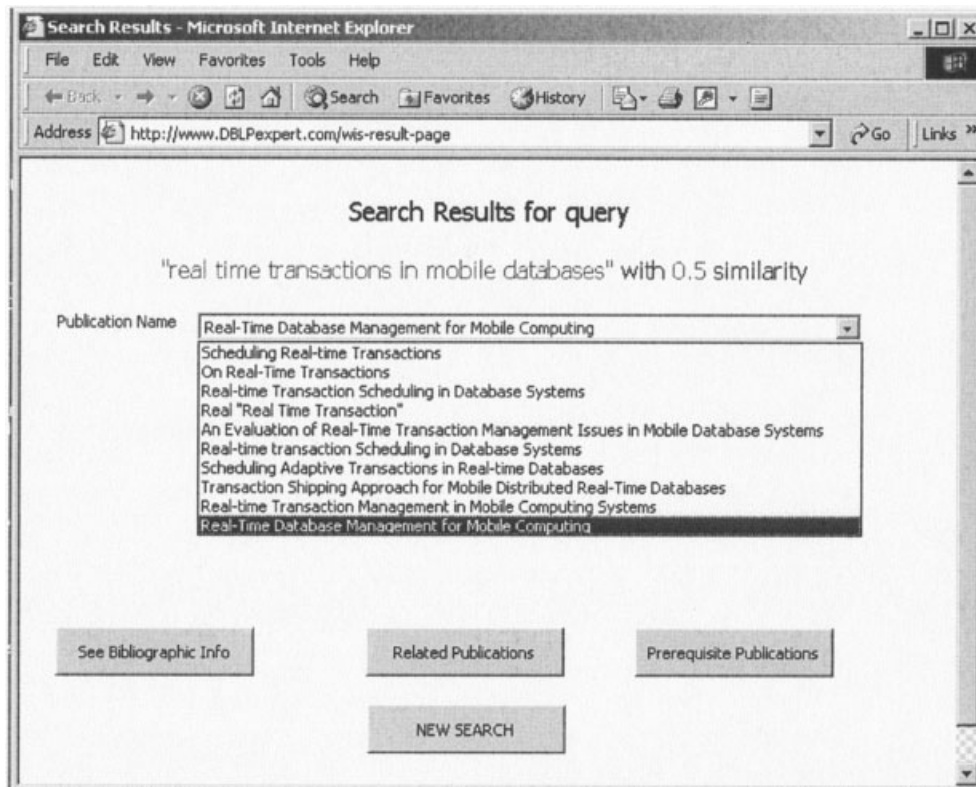 Search Results - Microsoft Internet Explorer
File Edit View Favorites Tools Help
Back Search Favorites History
Address http://www.DBLPexpert.com/wis-result-page Go Links »
Search Results for query
"real time transactions in mobile databases" with 0.5 similarity
Publication Name Real-Time Database Management for Mobile Computing
Scheduling Real-time Transactions
On Real-Time Transactions
Real-time Transaction Scheduling in Database Systems
Real "Real Time Transaction"
An Evaluation of Real-Time Transaction Management Issues in Mobile Database Systems
Real-time transaction Scheduling in Database Systems
Scheduling Adaptive Transactions in Real-time Databases
Transaction Shipping Approach for Mobile Distributed Real-Time Databases
Real-time Transaction Management in Mobile Computing Systems
Real-Time Database Management for Mobile Computing
See Bibliographic Info Related Publications Prerequisite Publications
NEW SEARCH